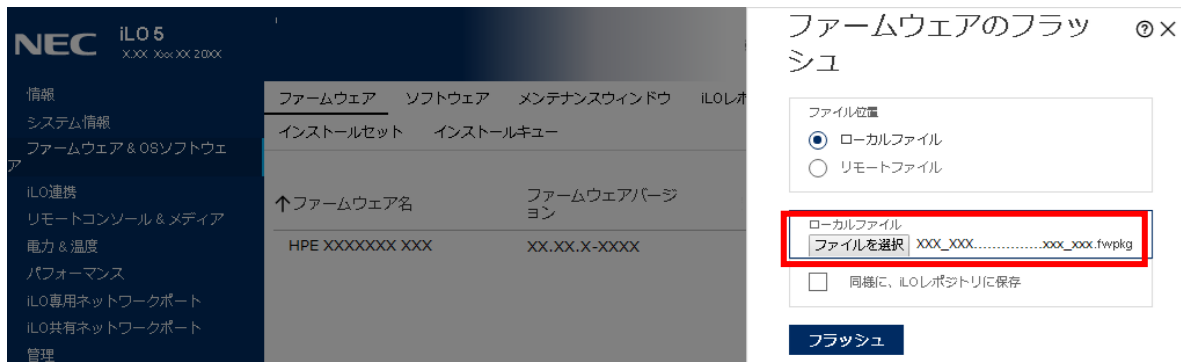 NEC iLO 5
X.XX Xxx XX 20XX
情報
システム情報
ファームウェア & OSソフトウェ
ア
iLO連携
リモートコンソール & メディア
電力 & 温度
パフォーマンス
iLO専用ネットワークポート
iLO共有ネットワークポート
管理
ファームウェア ソフトウェア メンテナンスウィンドウ iLOレポ
インストールセット インストールキュー
↑ファームウェア名
ファームウェアバージ
ョン
HPE XXXXXXX XXX XX.XX.X-XXXX
ファームウェアのフラッ
シュ
ファイル位置
ローカルファイル
リモートファイル
ローカルファイル
ファイルを選択 XXX_XXX...............xxx_xxx.fwpkg
同様に、iLOレポジトリに保存
フラッシュ